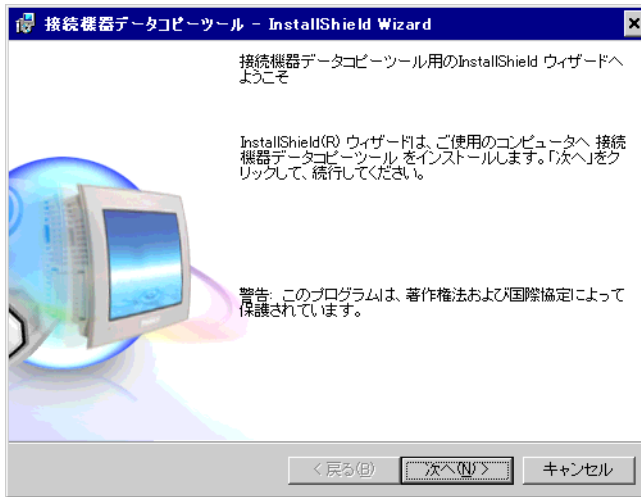 接続機器データコピーツール - InstallShield Wizard
接続機器データコピーツール用のInstallShield ウィザードへ
ようこそ
InstallShield(R) ウィザードは、ご使用のコンピュータへ 接続
機器データコピーツール をインストールします。「次へ」をク
リックして、続行してください。
警告: このプログラムは、著作権法および国際協定によって
保護されています。
< 戻る(B)
次へ(N) >
キャンセル